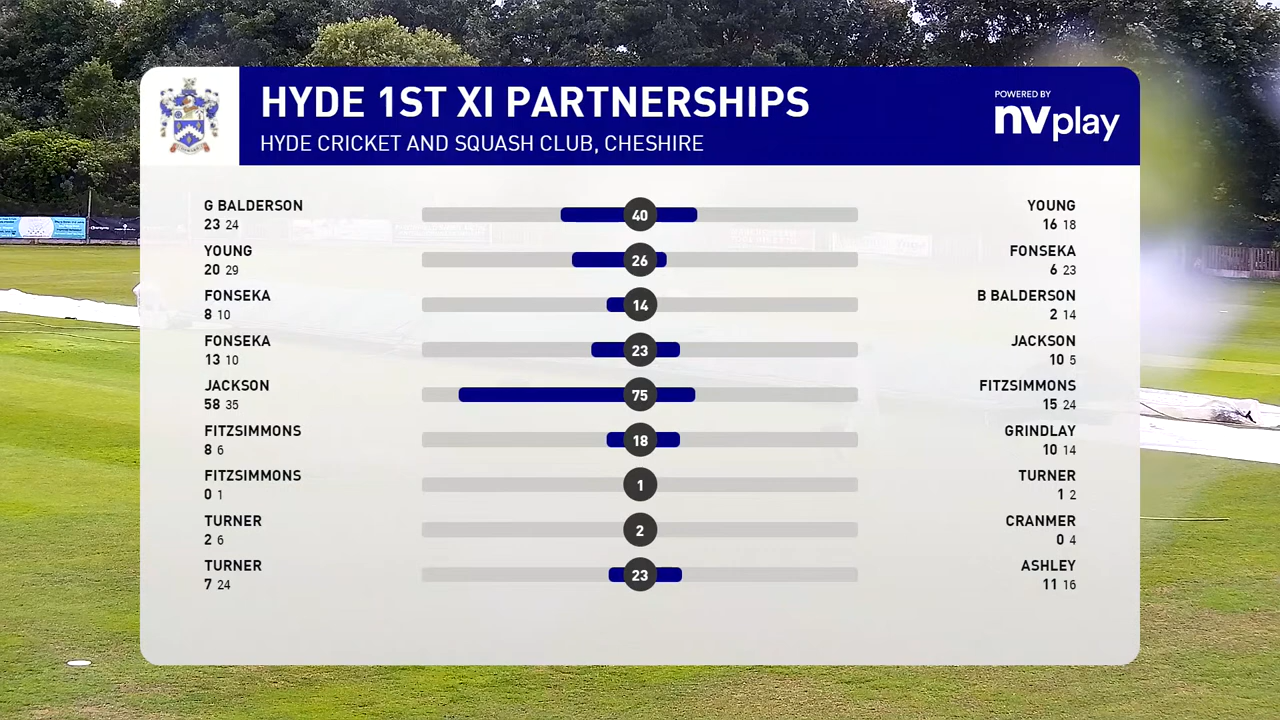 HYDE 1ST XI PARTNERSHIPS
HYDE CRICKET AND SQUASH CLUB, CHESHIRE
POWERED BY
nvplay
G BALDERSON 40 YOUNG
23 24 16 18
YOUNG 26 FONSEKA
20 29 6 23
FONSEKA 14 B BALDERSON
8 10 2 14
FONSEKA 23 JACKSON
13 10 10 5
JACKSON 75 FITZSIMMONS
58 35 15 24
FITZSIMMONS 18 GRINDLAY
8 6 10 14
FITZSIMMONS 1 TURNER
0 1 1 2
TURNER 2 CRANMER
2 6 0 4
TURNER 23 ASHLEY
7 24 11 16